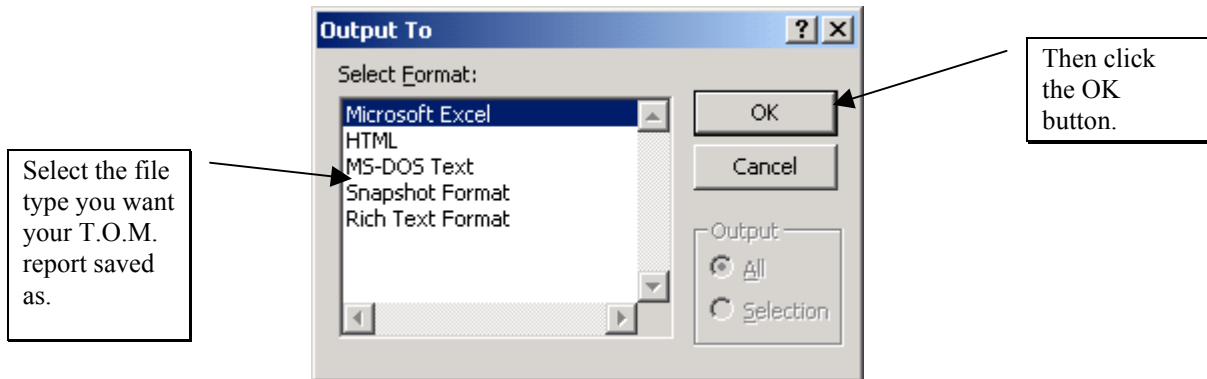 Output To
Select Format:
Microsoft Excel
HTML
MS-DOS Text
Snapshot Format
Rich Text Format
OK
Cancel
Output
All
Selection
Select the file
type you want
your T.O.M.
report saved
as.
Then click
the OK
button.